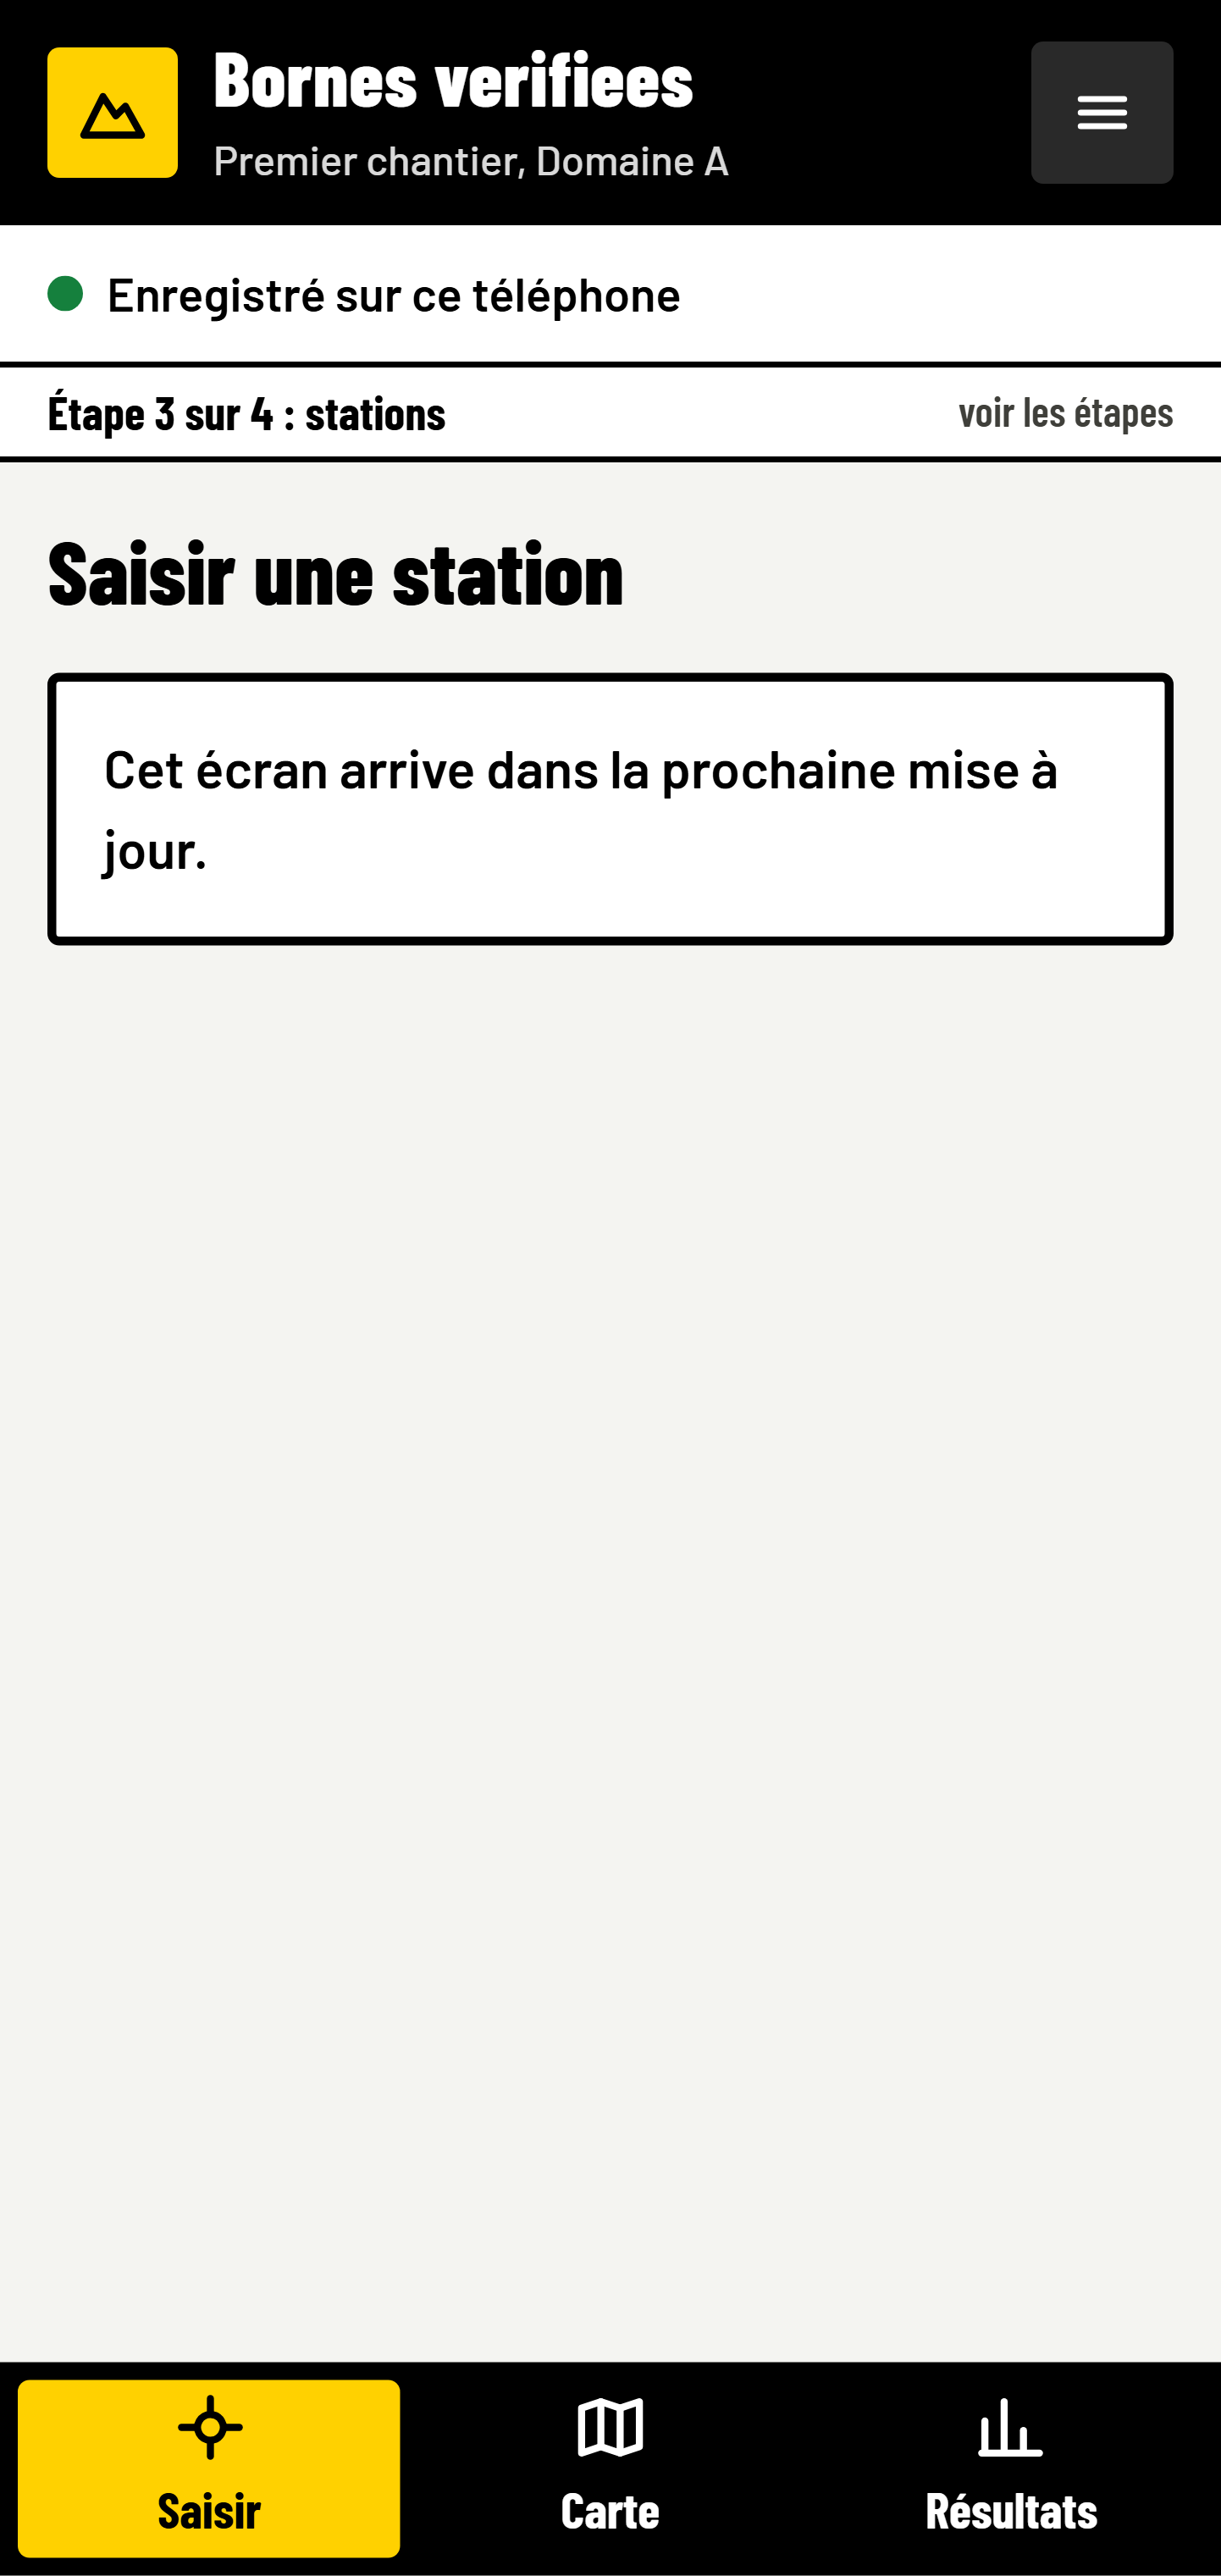 Bornes verifiees
Premier chantier, Domaine A
Enregistré sur ce téléphone
Étape 3 sur 4 : stations
voir les étapes
Saisir une station
Cet écran arrive dans la prochaine mise à
jour.
Saisir
Carte
Résultats